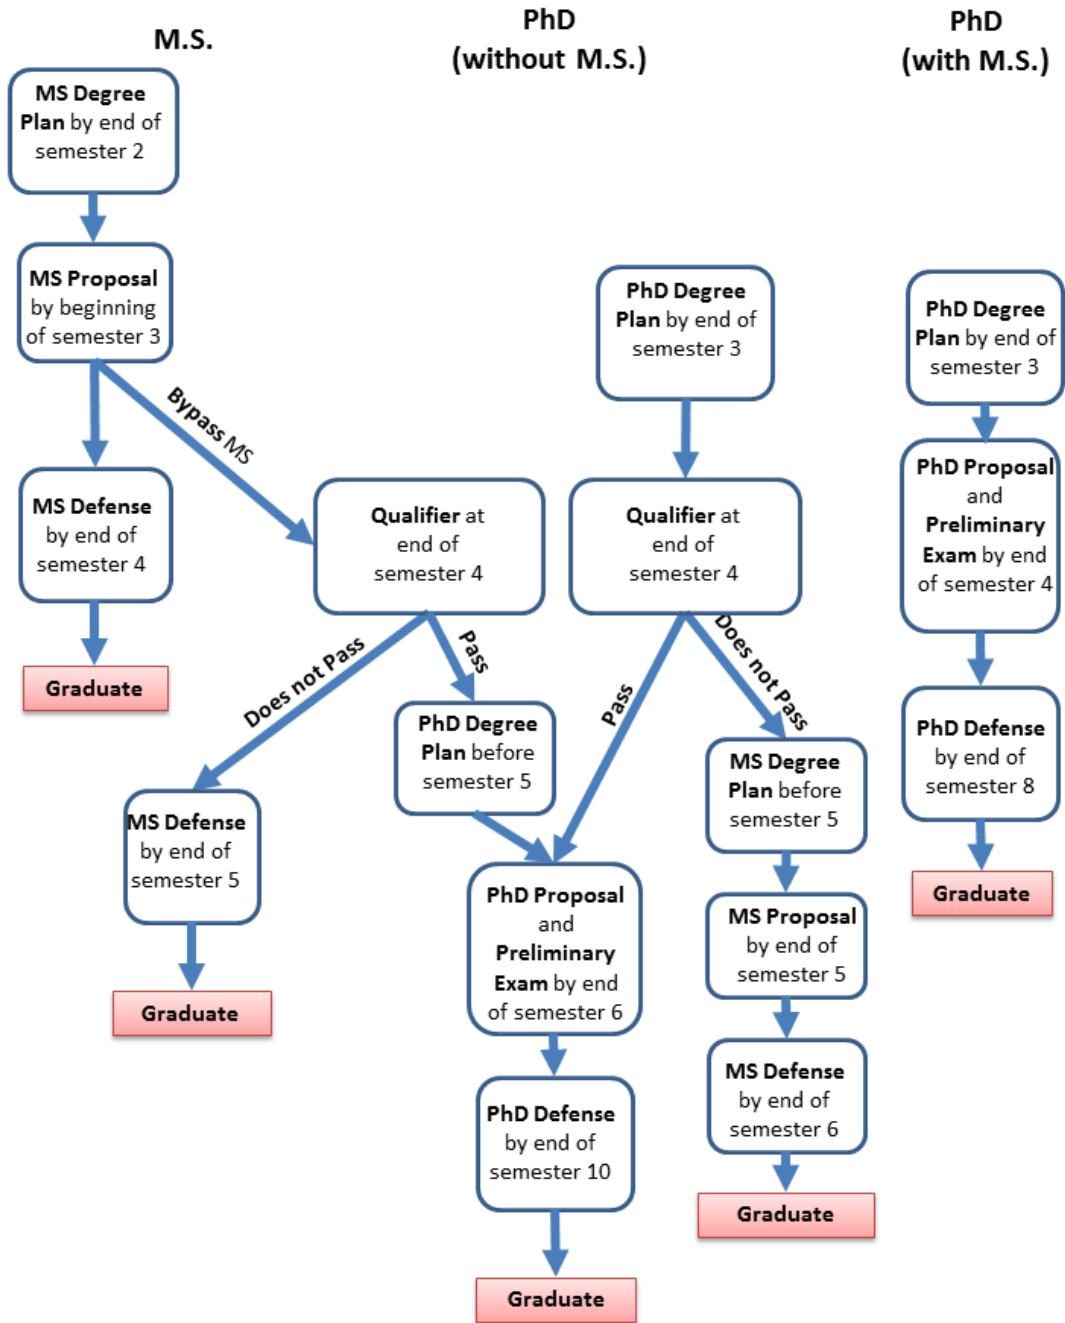 M.S.
PhD
(without M.S.)
PhD
(with M.S.)
MS Degree
Plan by end of
semester 2
MS Proposal
by beginning
of semester 3
Bypass MS
MS Defense
by end of
semester 4
Graduate
Qualifier at
end of
semester 4
Does not Pass
Pass
MS Defense
by end of
semester 5
Graduate
PhD Degree
Plan before
semester 5
PhD Degree
Plan by end of
semester 3
Qualifier at
end of
semester 4
Pass
Does not Pass
PhD Proposal
and
Preliminary
Exam by end
of semester 6
PhD Defense
by end of
semester 10
Graduate
MS Degree
Plan before
semester 5
MS Proposal
by end of
semester 5
MS Defense
by end of
semester 6
Graduate
PhD Degree
Plan by end of
semester 3
PhD Proposal
and
Preliminary
Exam by end
of semester 4
PhD Defense
by end of
semester 8
Graduate